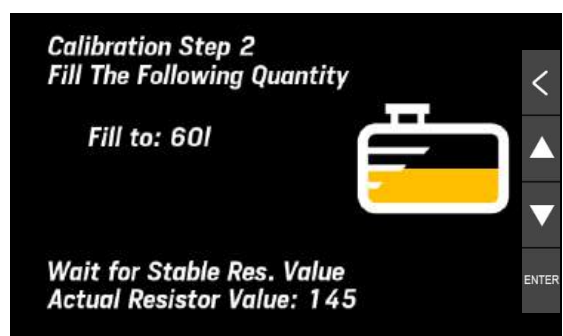 Calibration Step 2
Fill The Following Quantity
Fill to: 60l
Wait for Stable Res. Value
Actual Resistor Value: 145
ENTER